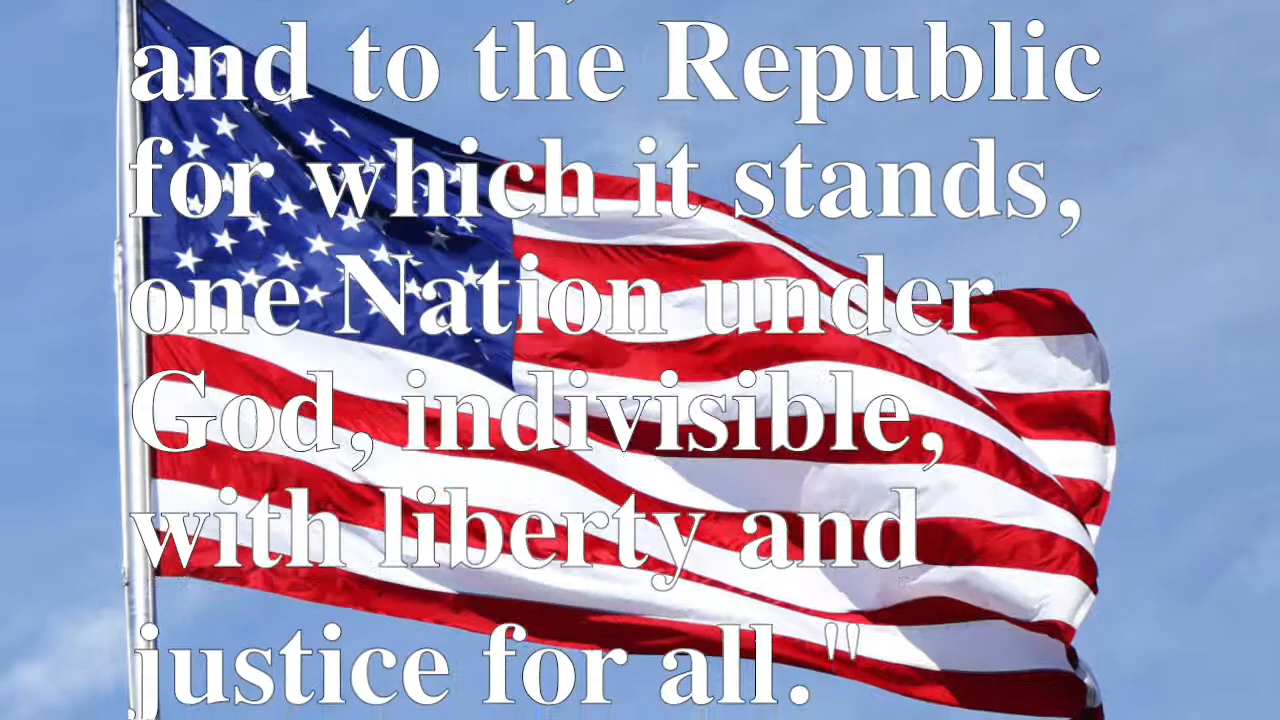 and to the Republic
for which it stands,
one Nation under
God, indivisible,
with liberty and
justice for all."